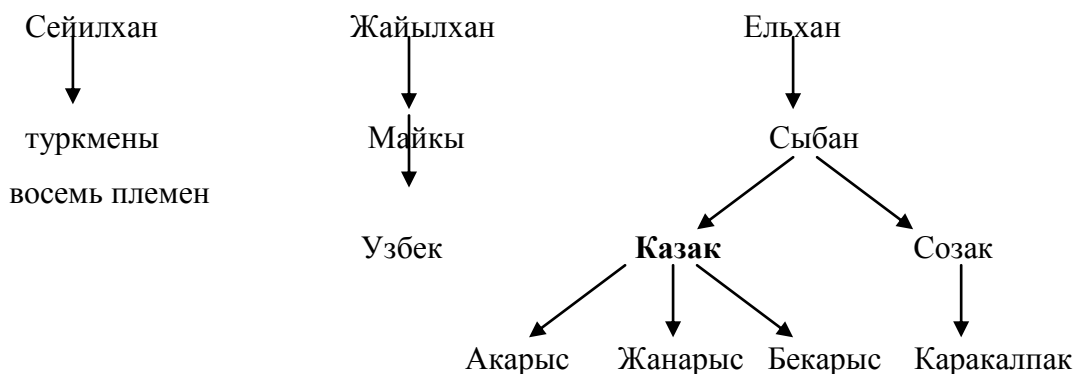 Сейилхан Жайылхан Ельхан
туркмены Майкы Сыбан
восемь племен
Узбек Казак Созак
Акарыс Жанарыс Бекарыс Каракалпак